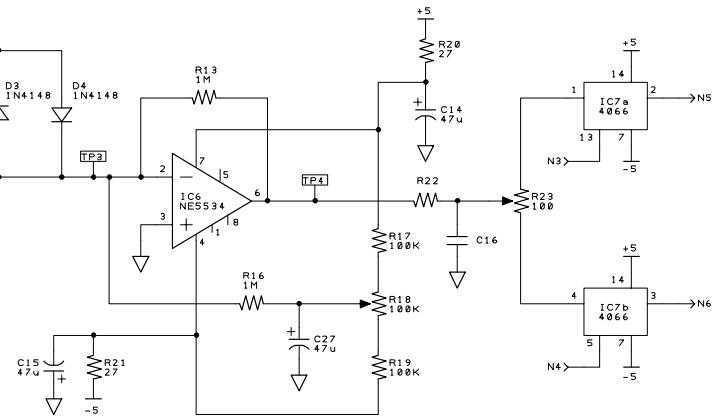 +5
R20
27
+5
D3
1N4148
D4
1N4148
R13
1M
14
C14
47u
+
1
IC7a
4066
2
N5
13
7
N3
-5
TP3
2
7
5
IC6
NE5534
6
TP4
R22
R23
100
3
+
1
8
4
R17
100K
C16
+5
14
R16
1M
R18
100K
4
IC7b
4066
3
N6
5
7
N4
-5
C15
47u
+
R21
27
-5
+
C27
47u
R19
100K